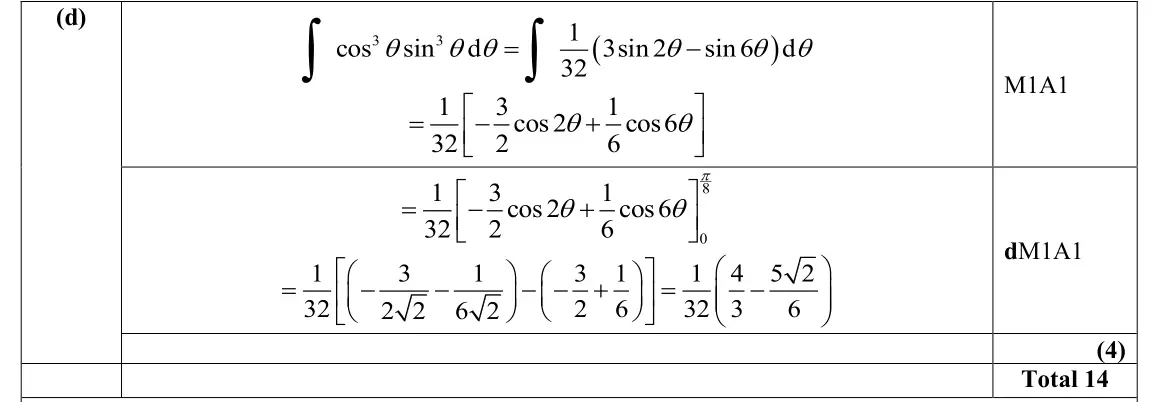 (d)
∫ cos³ θ sin³ θ dθ = ∫ 1/32 (3sin 2θ − sin 6θ) dθ
= 1/32 [ − 3/2 cos 2θ + 1/6 cos 6θ ]
M1A1
= 1/32 [ − 3/2 cos 2θ + 1/6 cos 6θ ]₀^(π/8)
= 1/32 [ ( − 3/(2√2) − 1/(6√2) ) − ( − 3/2 + 1/6 ) ] = 1/32 ( 4/3 − 5√2/6 )
dM1A1
(4)
Total 14